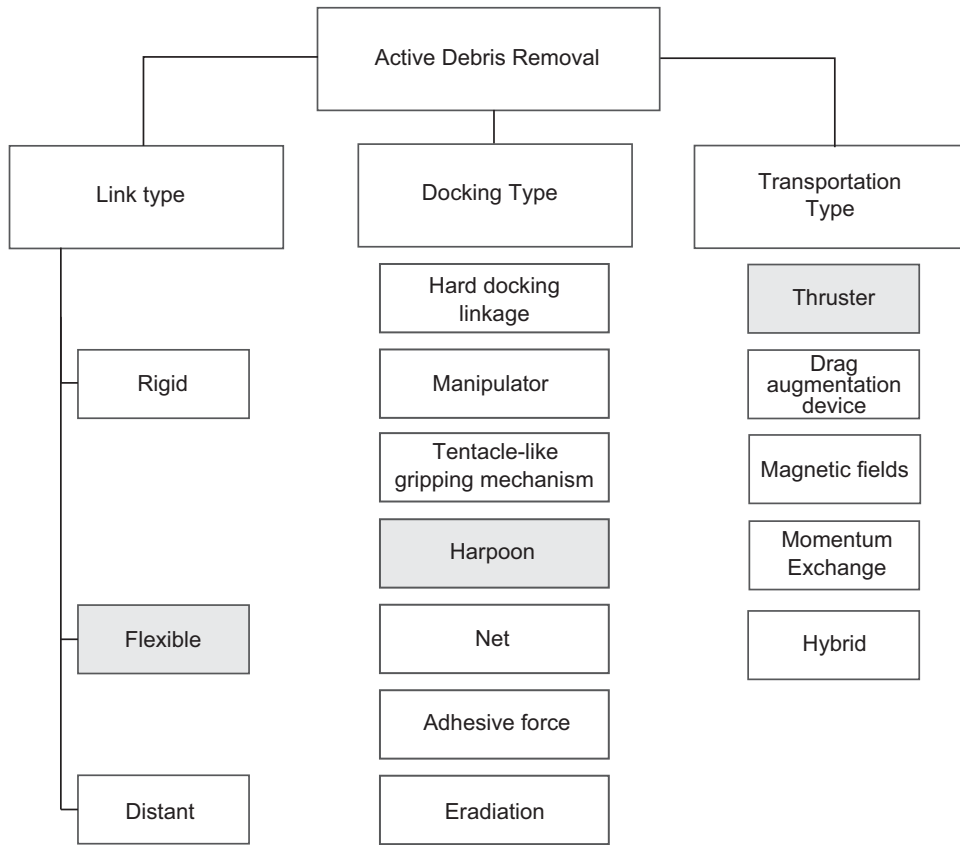 Active Debris Removal
Link type
Docking Type
Transportation
Type
Hard docking
linkage
Thruster
Rigid
Manipulator
Drag
augmentation
device
Tentacle-like
gripping mechanism
Magnetic fields
Harpoon
Momentum
Exchange
Flexible
Net
Hybrid
Adhesive force
Distant
Eradiation